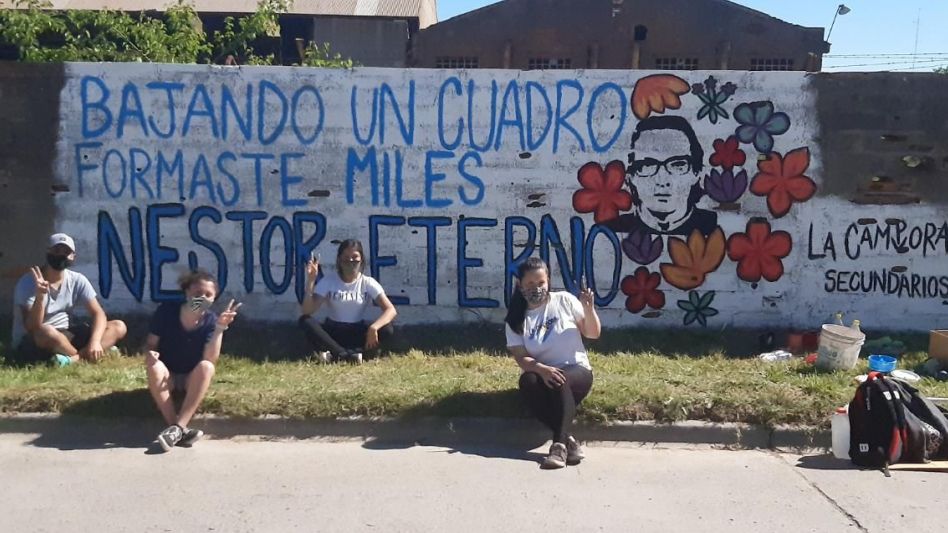 BAJANDO UN CUADRO
FORMASTE MILES
NESTOR ETERNO
LA CAMPORA
SECUNDARIOS